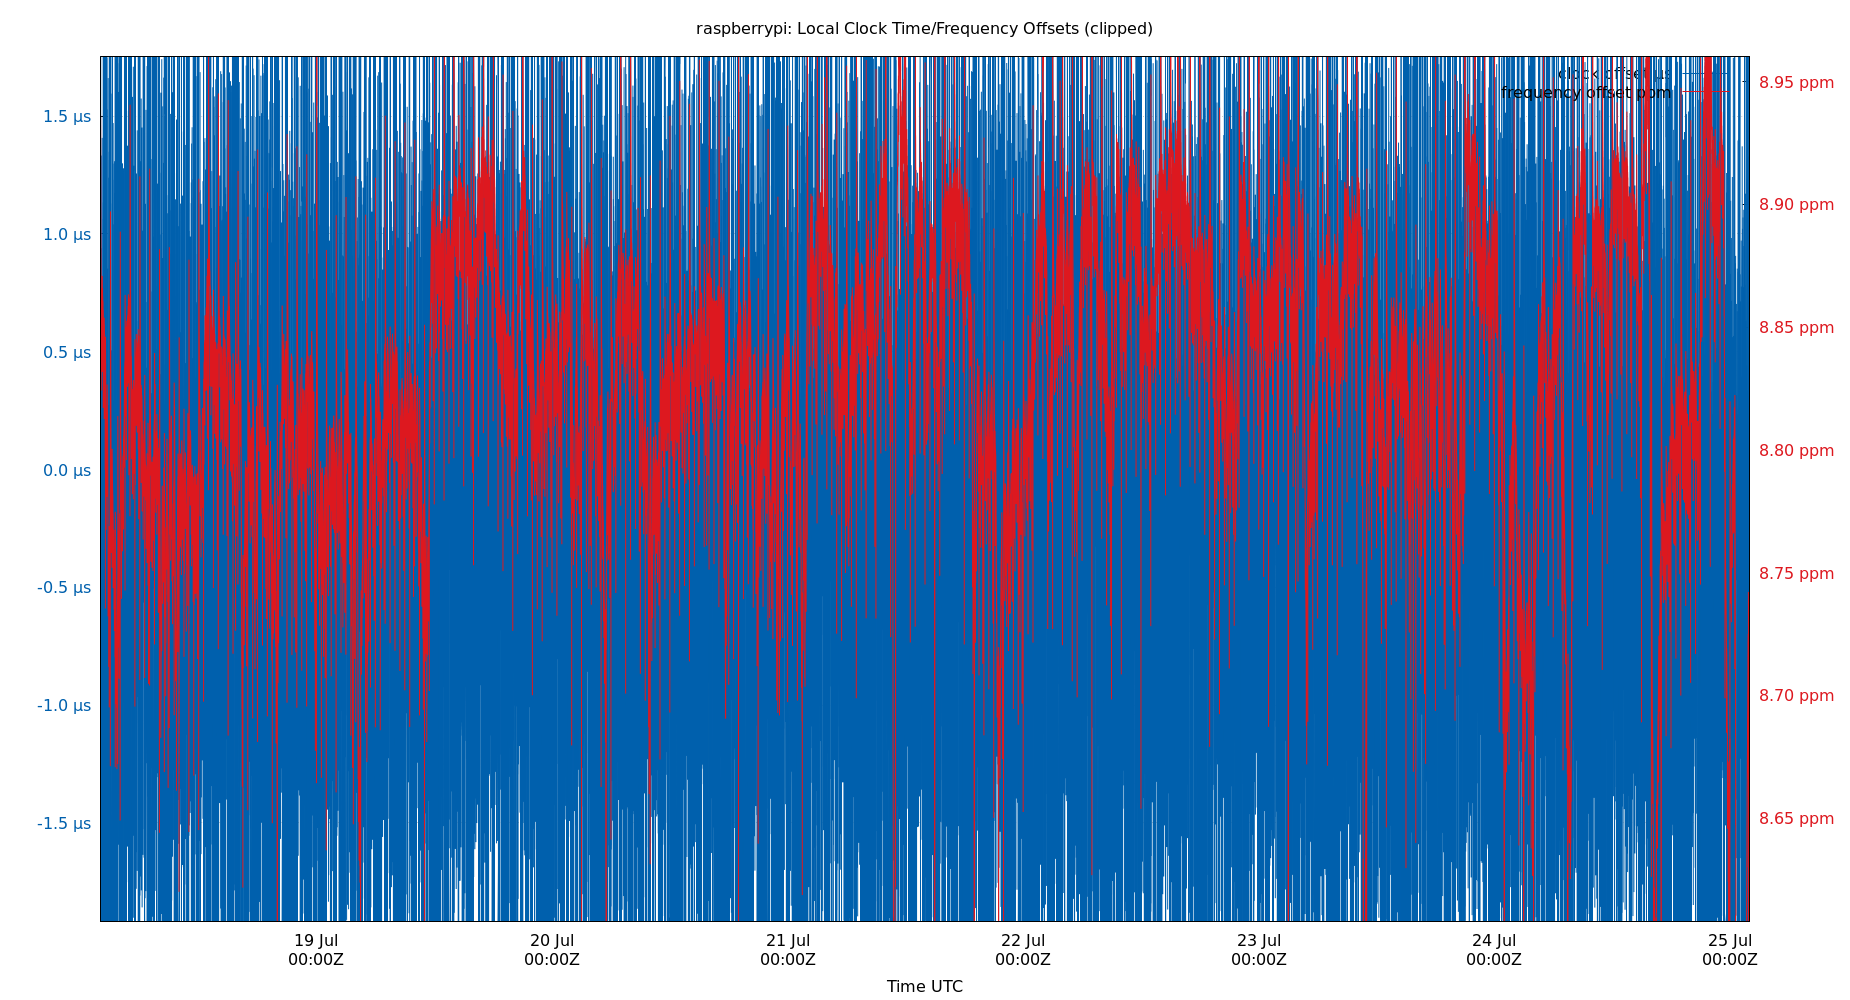 raspberrypi: Local Clock Time/Frequency Offsets (clipped)
clock offset µs
frequency offset ppm
1.5 µs
1.0 µs
0.5 µs
0.0 µs
-0.5 µs
-1.0 µs
-1.5 µs
8.95 ppm
8.90 ppm
8.85 ppm
8.80 ppm
8.75 ppm
8.70 ppm
8.65 ppm
19 Jul
00:00Z
20 Jul
00:00Z
21 Jul
00:00Z
22 Jul
00:00Z
23 Jul
00:00Z
24 Jul
00:00Z
25 Jul
00:00Z
Time UTC